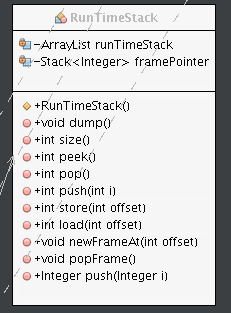 RunTimeStack
-ArrayList runTimeStack
-Stack<Integer> framePointer
+RunTimeStack()
+void dump()
+int size()
+int peek()
+int pop()
+int push(int i)
+int store(int offset)
+int load(int offset)
+void newFrameAt(int offset)
+void popFrame()
+Integer push(Integer i)